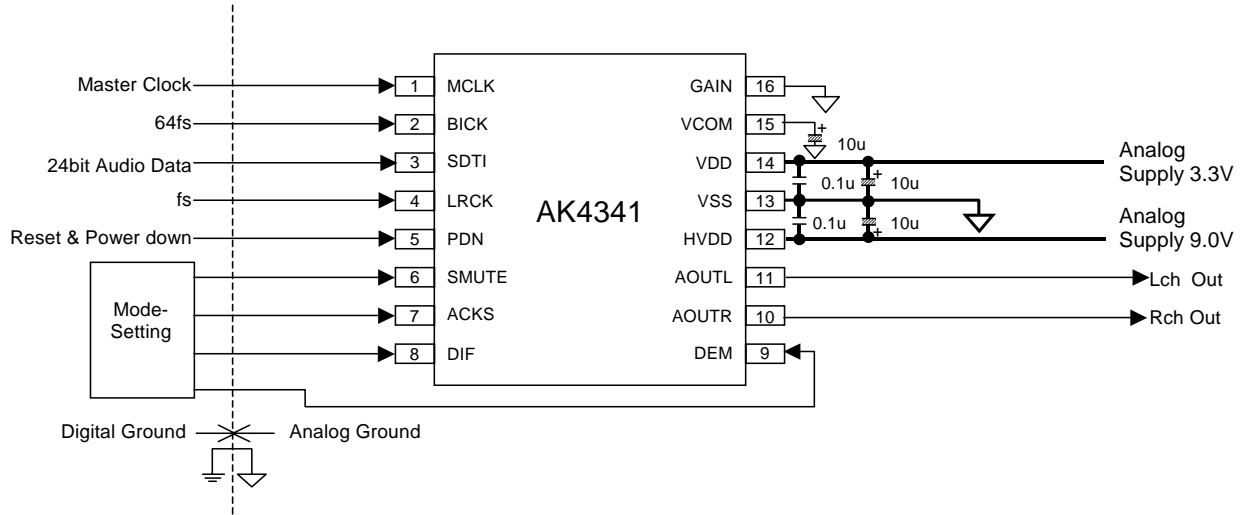 Master Clock
1
MCLK
GAIN
16
64fs
2
BICK
VCOM
15
+
10u
24bit Audio Data
3
SDTI
VDD
14
Analog
Supply 3.3V
0.1u
+
10u
fs
4
LRCK
AK4341
VSS
13
Reset & Power down
5
PDN
HVDD
12
0.1u
+
10u
Analog
Supply 9.0V
6
SMUTE
AOUTL
11
Lch Out
Mode-
Setting
7
ACKS
AOUTR
10
Rch Out
8
DIF
DEM
9
Digital Ground
Analog Ground